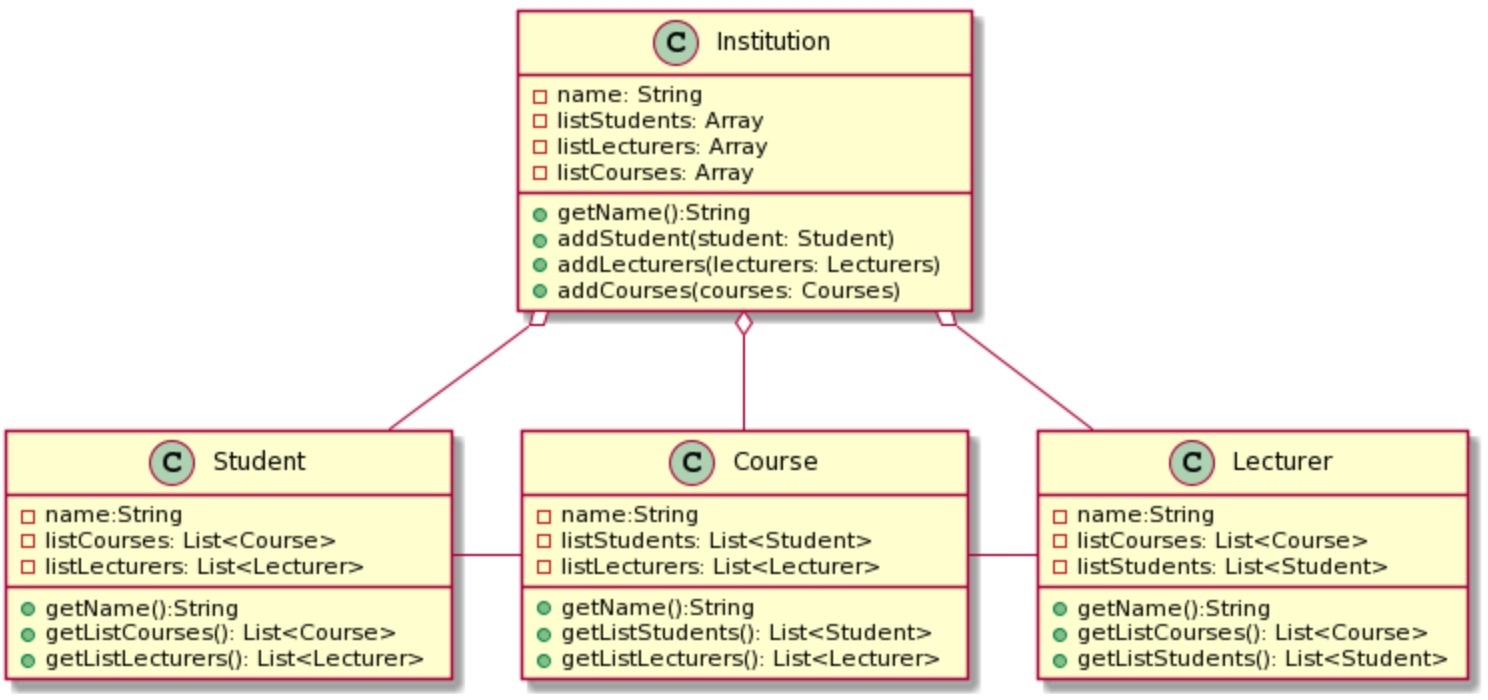 C Institution
name: String
listStudents: Array
listLecturers: Array
listCourses: Array
getName():String
addStudent(student: Student)
addLecturers(lecturers: Lecturers)
addCourses(courses: Courses)
C Student
name:String
listCourses: List<Course>
listLecturers: List<Lecturer>
getName():String
getListCourses(): List<Course>
getListLecturers(): List<Lecturer>
C Course
name:String
listStudents: List<Student>
listLecturers: List<Lecturer>
getName():String
getListStudents(): List<Student>
getListLecturers(): List<Lecturer>
C Lecturer
name:String
listCourses: List<Course>
listStudents: List<Student>
getName():String
getListCourses(): List<Course>
getListStudents(): List<Student>